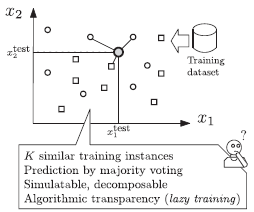 x₂
x₂ᵗᵉˢᵗ
Training
dataset
x₁ᵗᵉˢᵗ
x₁
?
K similar training instances
Prediction by majority voting
Simulatable, decomposable
Algorithmic transparency (lazy training)